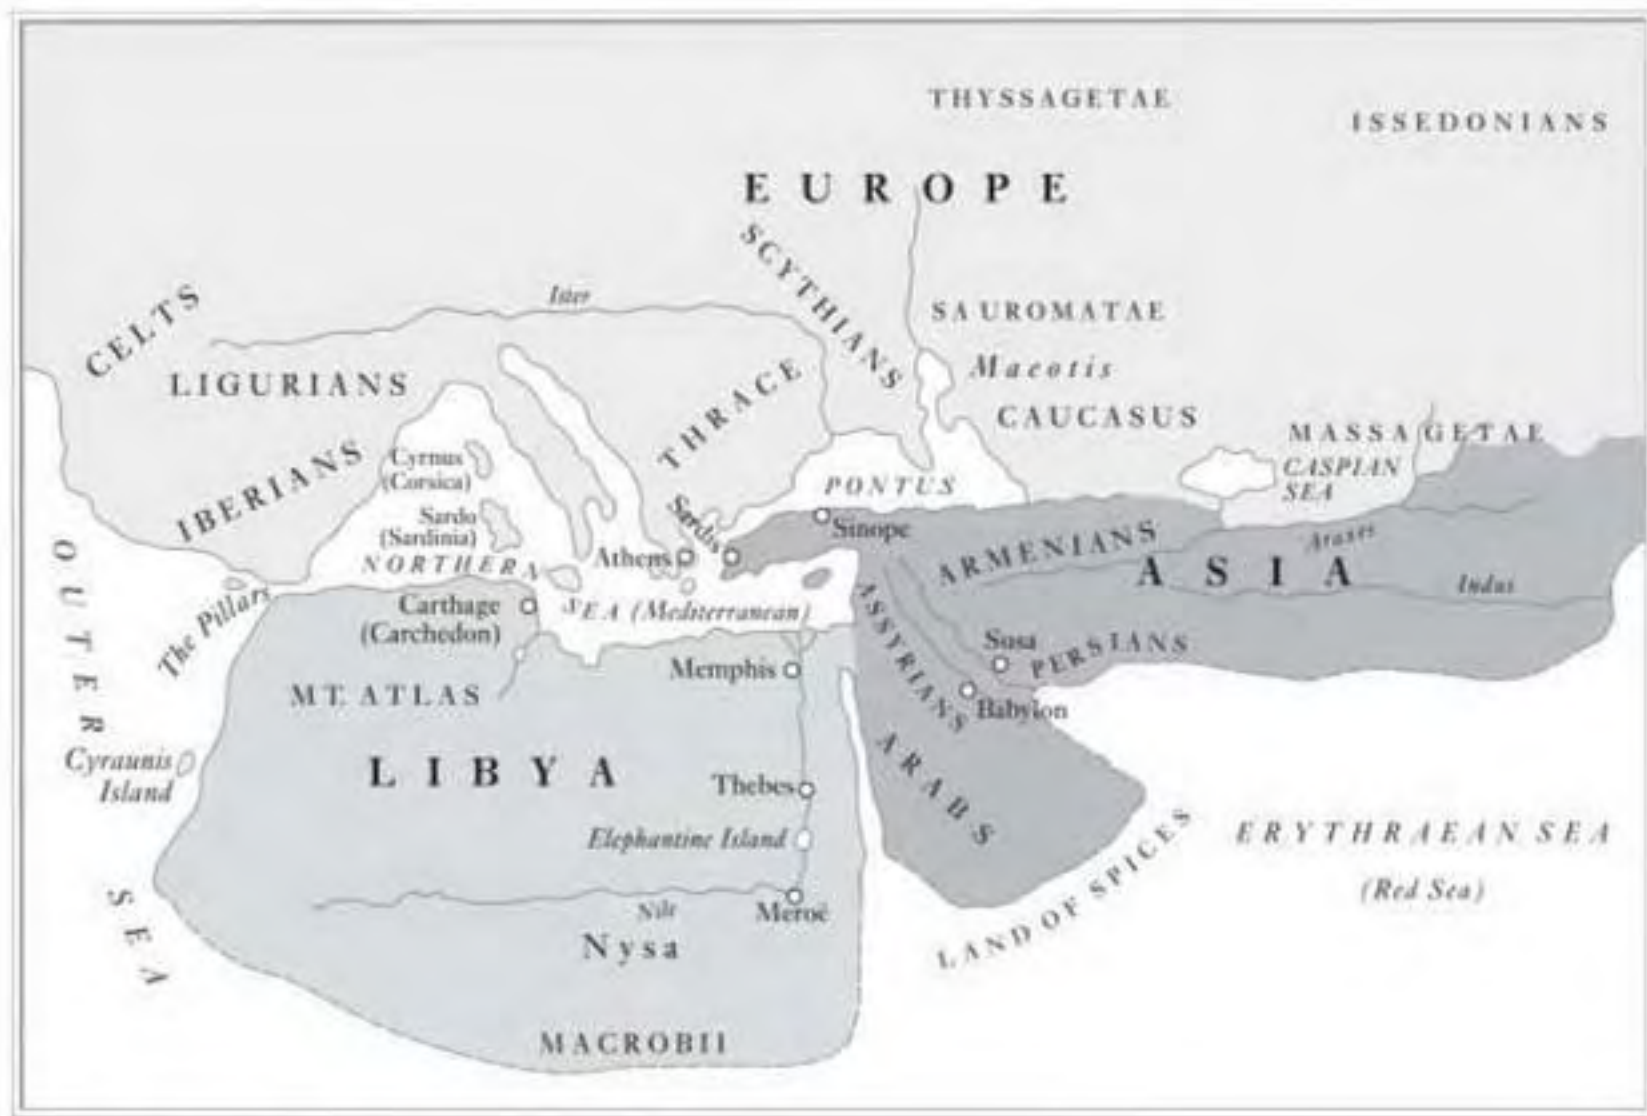 THYSSAGETAE
ISSEDONIANS
EUROPE
SCYTHIANS
CELTS
Ister
SAUROMATAE
LIGURIANS
Maeotis
THRACE
CAUCASUS
MASSAGETAE
IBERIANS
Cyrnus
(Corsica)
CASPIAN
SEA
PONTUS
Sardo
(Sardinia)
Sardis
Sinope
NORTHERN
Athens
ARMENIANS
Araxes
ASIA
Indus
OUTER
The Pillars
Carthage
(Carchedon)
SEA (Mediterranean)
ASSYRIANS
Sosa
PERSIANS
Memphis
MT. ATLAS
Babylon
Cyraunis
Island
LIBYA
ARABS
Thebes
Elephantine Island
ERYTHRAEAN SEA
(Red Sea)
LAND OF SPICES
SEA
Nile
Meroë
Nysa
MACROBII